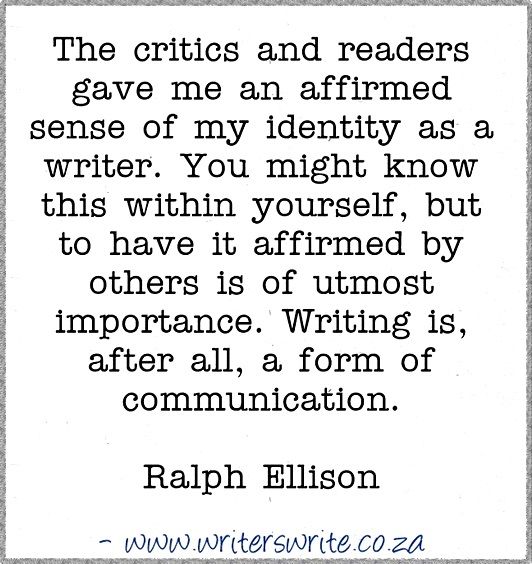 The critics and readers
gave me an affirmed
sense of my identity as a
writer. You might know
this within yourself, but
to have it affirmed by
others is of utmost
importance. Writing is,
after all, a form of
communication.
Ralph Ellison
- www.writerswrite.co.za